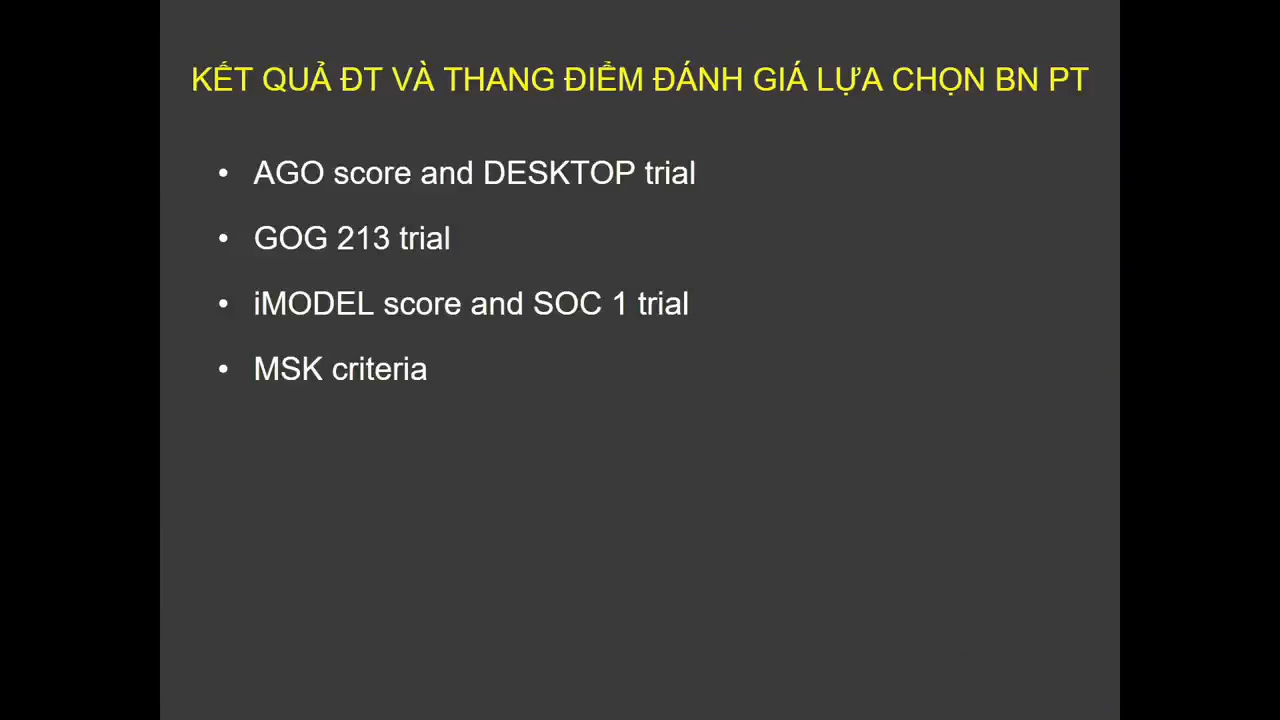 KẾT QUẢ ĐT VÀ THANG ĐIỂM ĐÁNH GIÁ LỰA CHỌN BN PT
• AGO score and DESKTOP trial
• GOG 213 trial
• iMODEL score and SOC 1 trial
• MSK criteria